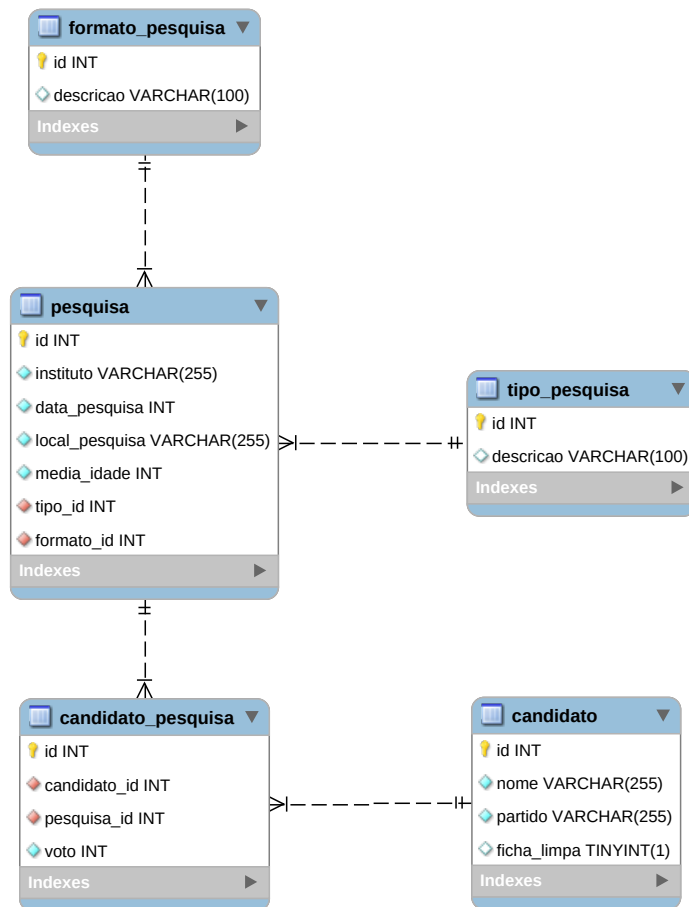 formato_pesquisa
id INT
descricao VARCHAR(100)
Indexes
pesquisa
id INT
instituto VARCHAR(255)
data_pesquisa INT
local_pesquisa VARCHAR(255)
media_idade INT
tipo_id INT
formato_id INT
Indexes
tipo_pesquisa
id INT
descricao VARCHAR(100)
Indexes
candidato_pesquisa
id INT
candidato_id INT
pesquisa_id INT
voto INT
Indexes
candidato
id INT
nome VARCHAR(255)
partido VARCHAR(255)
ficha_limpa TINYINT(1)
Indexes